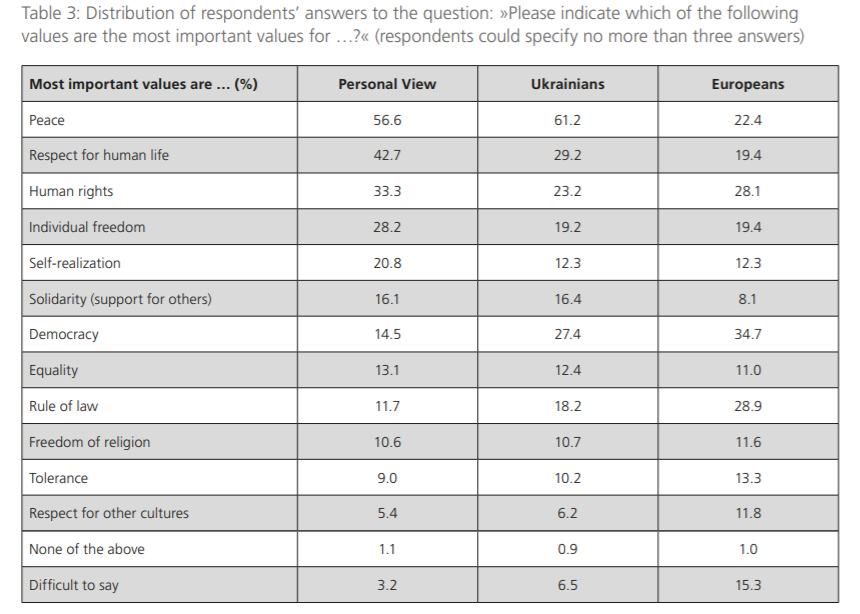 Table 3: Distribution of respondents’ answers to the question: »Please indicate which of the following
values are the most important values for …?« (respondents could specify no more than three answers)
Most important values are … (%) Personal View Ukrainians Europeans
Peace 56.6 61.2 22.4
Respect for human life 42.7 29.2 19.4
Human rights 33.3 23.2 28.1
Individual freedom 28.2 19.2 19.4
Self-realization 20.8 12.3 12.3
Solidarity (support for others) 16.1 16.4 8.1
Democracy 14.5 27.4 34.7
Equality 13.1 12.4 11.0
Rule of law 11.7 18.2 28.9
Freedom of religion 10.6 10.7 11.6
Tolerance 9.0 10.2 13.3
Respect for other cultures 5.4 6.2 11.8
None of the above 1.1 0.9 1.0
Difficult to say 3.2 6.5 15.3